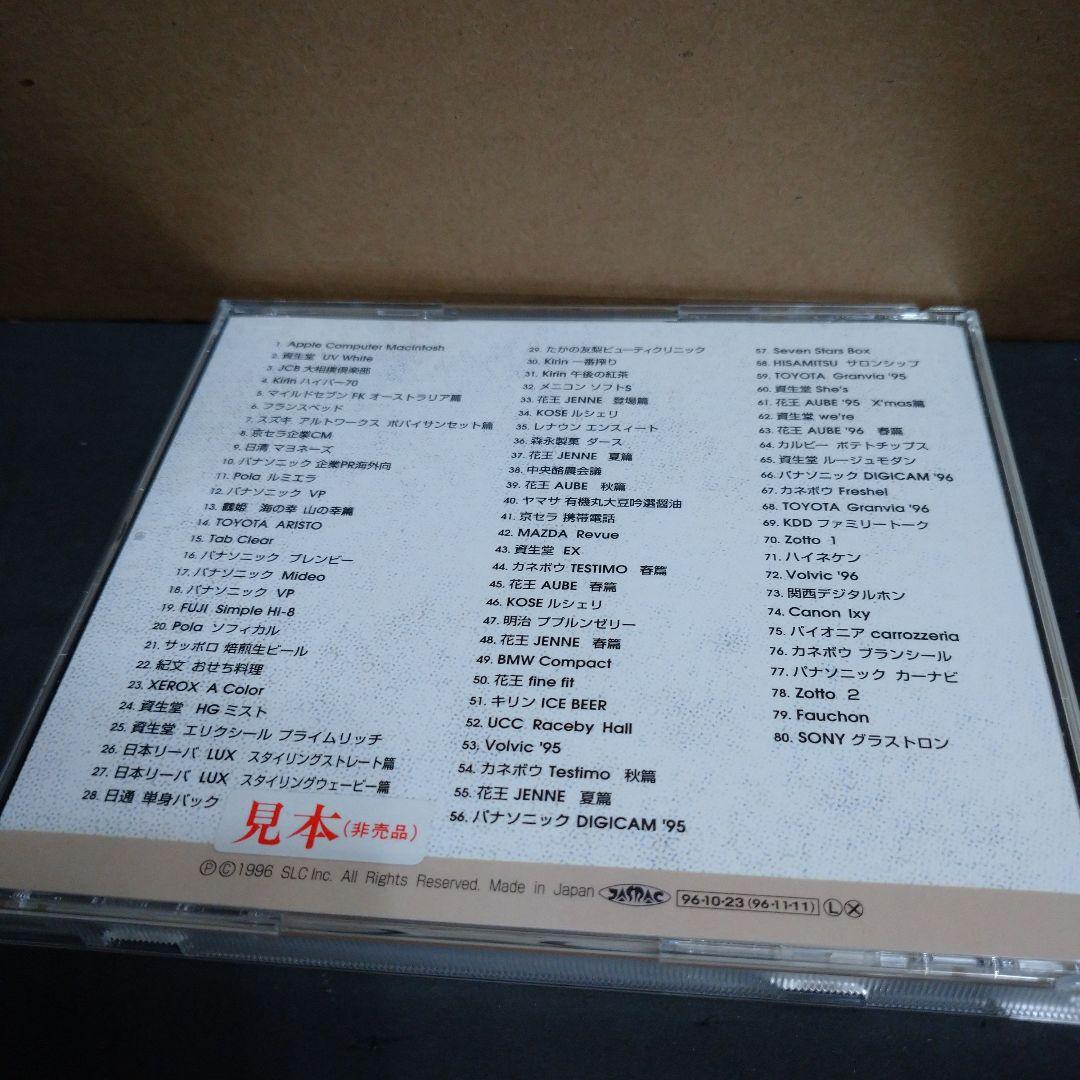 1. Apple Computer Macintosh
2. 資生堂 UV White
3. JCB 大相撲倶楽部
4. Kirin ハイパー70
5. マイルドセブン FK オーストラリア篇
6. フランスベッド
7. スズキ アルトワークス ポパイサンセット篇
8. 京セラ企業CM
9. 日清 マヨネーズ
10. パナソニック 企業PR海外向
11. Pola ルミエラ
12. パナソニック VP
13. 海の幸 山の幸篇
14. TOYOTA ARISTO
15. Tab Clear
16. パナソニック ブレンビー
17. パナソニック Mideo
18. パナソニック VP
19. FUJI Simple Hi-8
20. Pola ソフィカル
21. サッポロ 焙煎生ビール
22. 紀文 おせち料理
23. XEROX A Color
24. 資生堂 HG ミスト
25. 資生堂 エリクシール プライムリッチ
26. 日本リーバ LUX スタイリングストレート篇
27. 日本リーバ LUX スタイリングウェービー篇
28. 日通 単身パック
29. たかの友梨ビューティクリニック
30. Kirin 一番搾り
31. Kirin 午後の紅茶
32. メニコン ソフトS
33. 花王 JENNE 登場篇
34. KOSE ルシェリ
35. レナウン エンスィート
36. 森永製菓 ダース
37. 花王 JENNE 夏篇
38. 中央酪農会議
39. 花王 AUBE 秋篇
40. ヤマサ 有機丸大豆吟選醤油
41. 京セラ 携帯電話
42. MAZDA Revue
43. 資生堂 EX
44. カネボウ TESTIMO 春篇
45. 花王 AUBE 春篇
46. KOSE ルシェリ
47. 明治 ププルンゼリー
48. 花王 JENNE 春篇
49. BMW Compact
50. 花王 fine fit
51. キリン ICE BEER
52. UCC Raceby Hall
53. Volvic '95
54. カネボウ Testimo 秋篇
55. 花王 JENNE 夏篇
56. パナソニック DIGICAM '95
57. Seven Stars Box
58. HISAMITSU サロンシップ
59. TOYOTA Granvia '95
60. 資生堂 She's
61. 花王 AUBE '95 X'mas篇
62. 資生堂 we're
63. 花王 AUBE '96 春篇
64. カルビー ポテトチップス
65. 資生堂 ルージュモダン
66. パナソニック DIGICAM '96
67. カネボウ Freshel
68. TOYOTA Granvia '96
69. KDD ファミリートーク
70. Zotto 1
71. ハイネケン
72. Volvic '96
73. 関西デジタルホン
74. Canon Ixy
75. パイオニア carrozzeria
76. カネボウ ブランシール
77. パナソニック カーナビ
78. Zotto 2
79. Fauchon
80. SONY グラストロン
見本(非売品)
Ⓟ©1996 SLC Inc. All Rights Reserved. Made in Japan JASRAC 96·10·23(96·11·11) Ⓛ Ⓧ